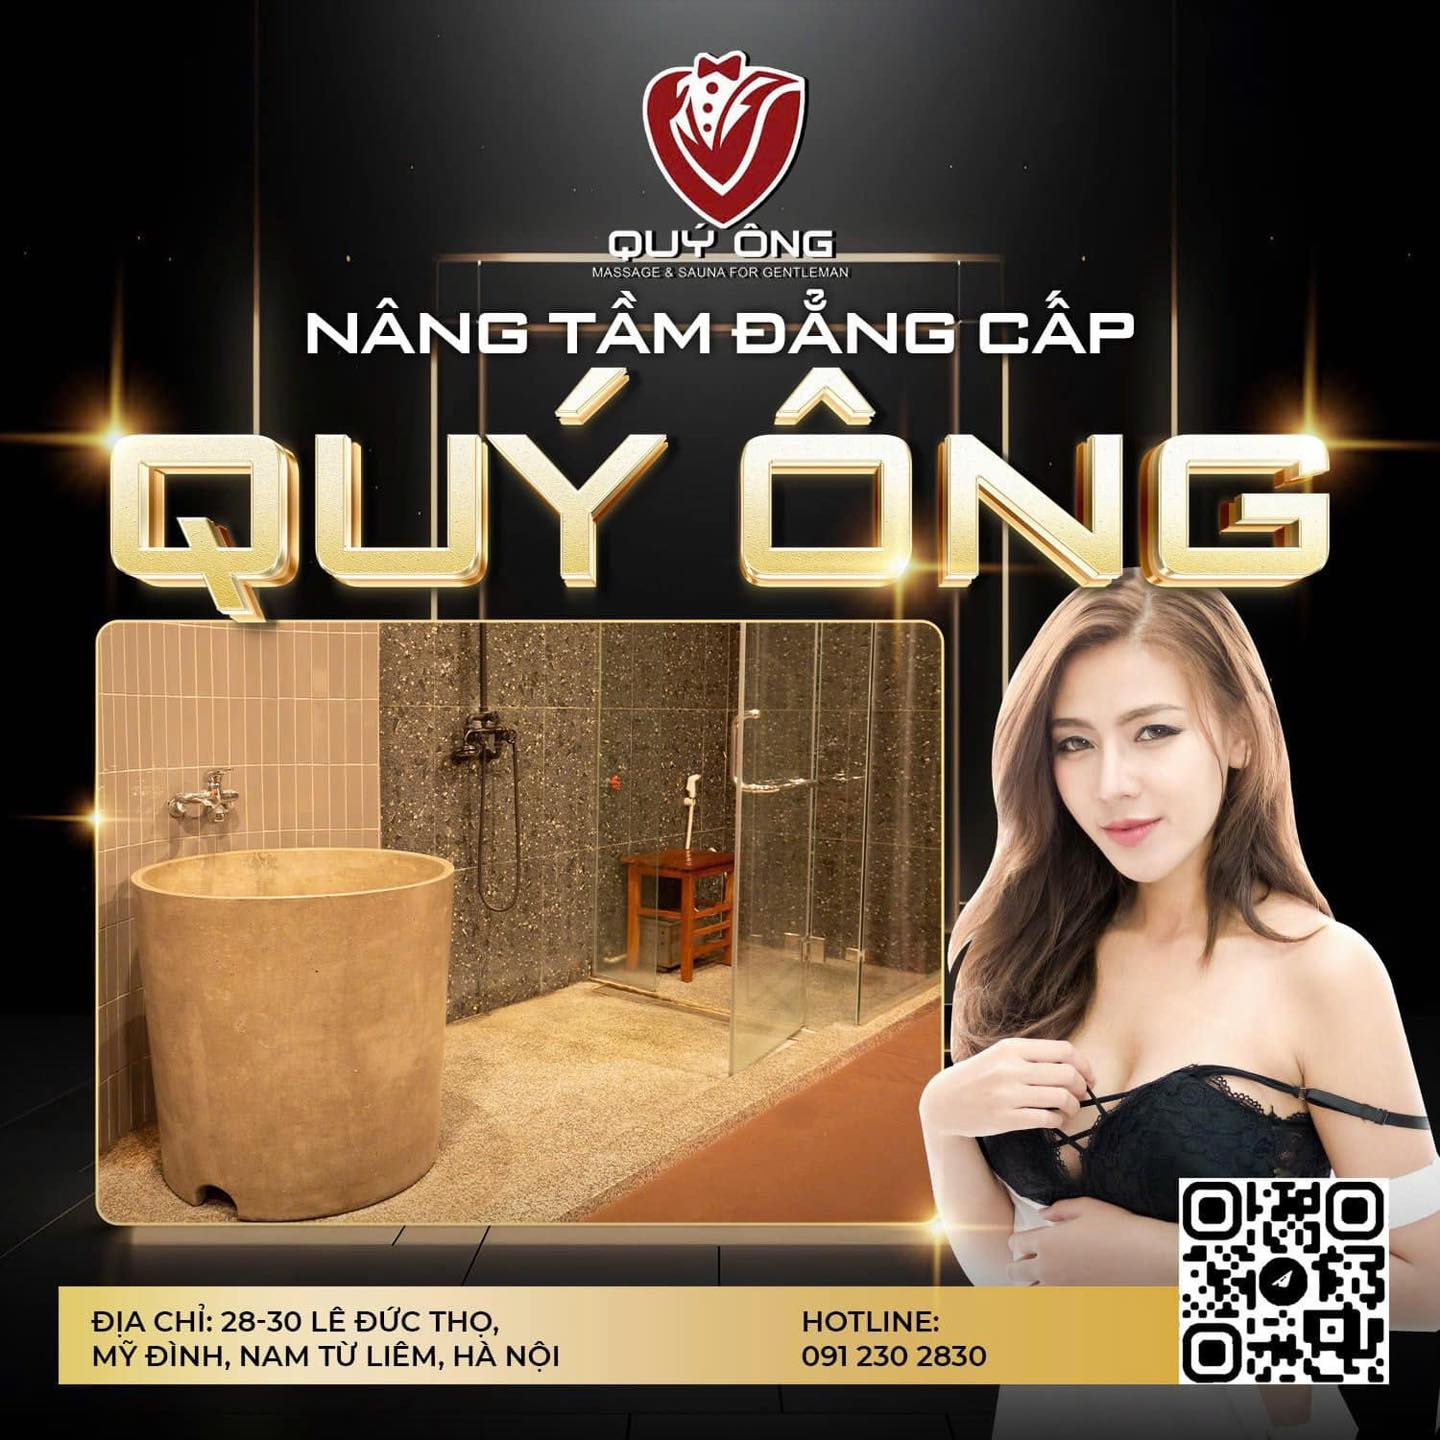 QUÝ ÔNG
MASSAGE & SAUNA FOR GENTLEMAN
NÂNG TẦM ĐẲNG CẤP
QUÝ ÔNG
ĐỊA CHỈ: 28-30 LÊ ĐỨC THỌ,
MỸ ĐÌNH, NAM TỪ LIÊM, HÀ NỘI
HOTLINE:
091 230 2830